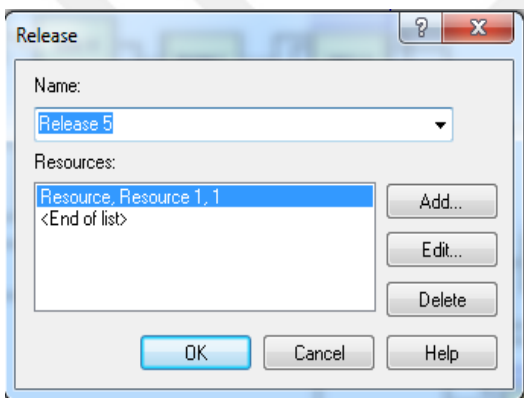 Release
Name:
Release 5
Resources:
Resource, Resource 1, 1
<End of list>
Add...
Edit...
Delete
OK Cancel Help